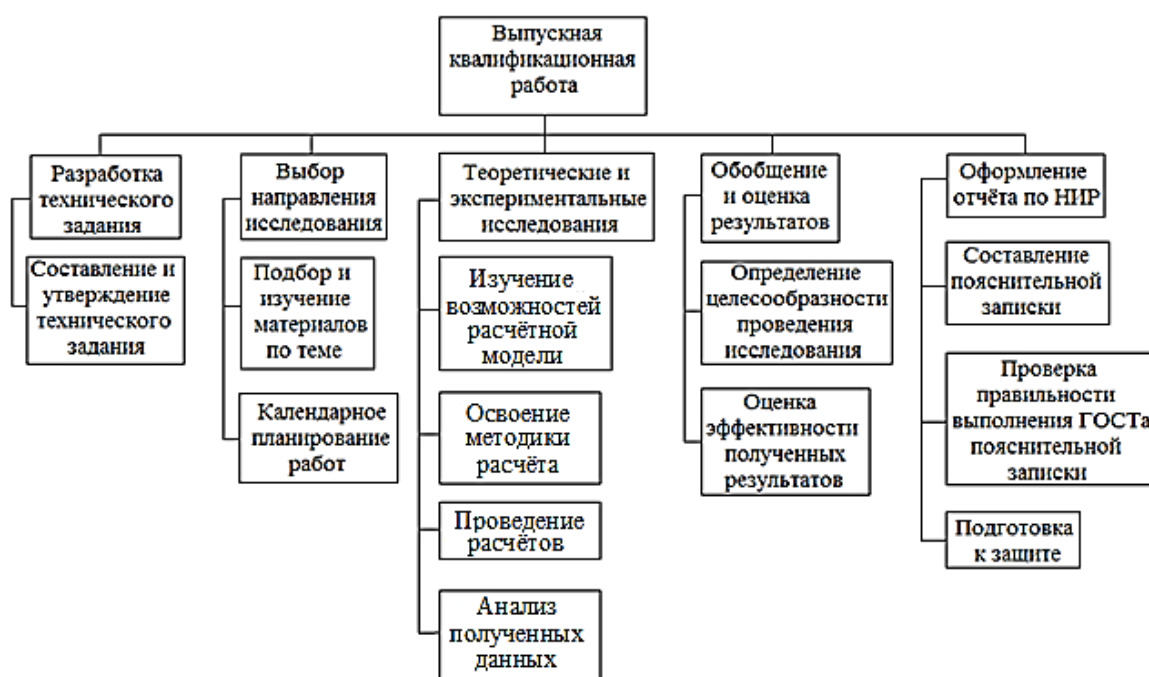 Выпускная
квалификационная
работа
Разработка
технического
задания
Составление и
утверждение
технического
задания
Выбор
направления
исследования
Подбор и
изучение
материалов
по теме
Календарное
планирование
работ
Теоретические и
экспериментальные
исследования
Изучение
возможностей
расчётной
модели
Освоение
методики
расчёта
Проведение
расчётов
Анализ
полученных
данных
Обобщение
и оценка
результатов
Определение
целесообразности
проведения
исследования
Оценка
эффективности
полученных
результатов
Оформление
отчёта по НИР
Составление
пояснительной
записки
Проверка
правильности
выполнения ГОСТа
пояснительной
записки
Подготовка
к защите